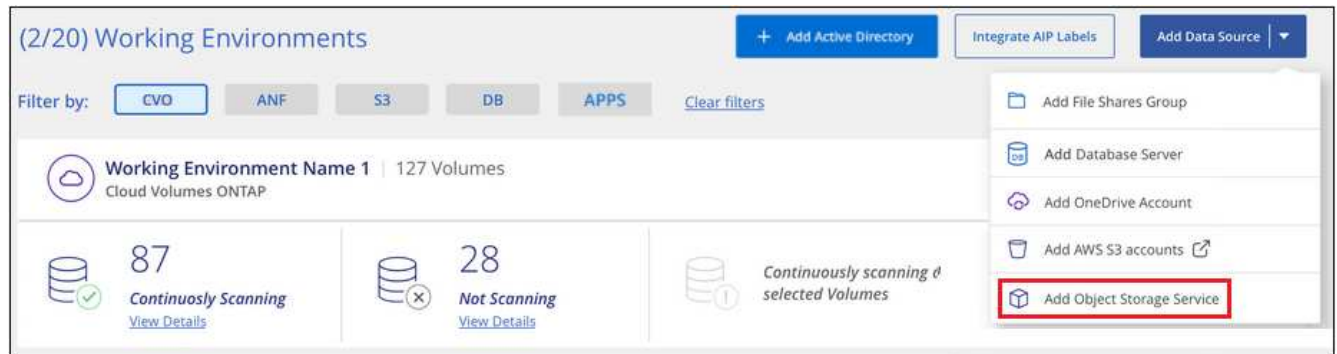 (2/20) Working Environments
+ Add Active Directory
Integrate AIP Labels
Add Data Source
Filter by: CVO ANF S3 DB APPS Clear filters
Add File Shares Group
DB Add Database Server
Working Environment Name 1 | 127 Volumes
Cloud Volumes ONTAP
Add OneDrive Account
Add AWS S3 accounts
Add Object Storage Service
87
Continuosly Scanning
View Details
28
Not Scanning
View Details
Continuously scanning
selected Volumes